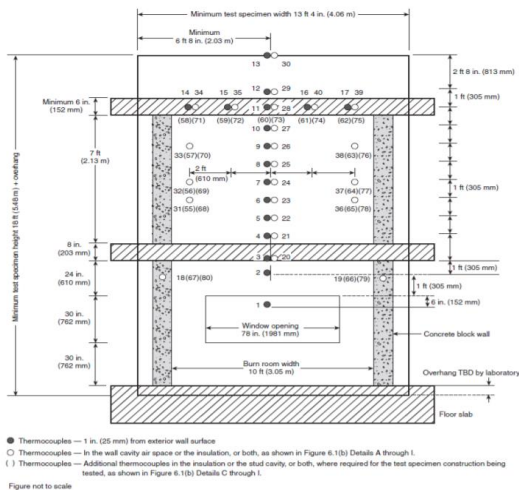 Minimum test specimen width 13 ft 4 in. (4.06 m)
Minimum
6 ft 8 in. (2.03 m)
13 30
2 ft 8 in. (813 mm)
12 29
14 34 15 35 16 40 17 39
1 ft (305 mm)
Minimum 6 in.
(152 mm)
11 28
(58)(71) (59)(72) (60)(73) (61)(74) (62)(75)
10 27
7 ft
(2.13 m)
9 26
33(57)(70) 38(63)(76)
1 ft (305 mm)
8 25
2 ft
(610 mm)
7 24
32(56)(69) 37(64)(77)
1 ft (305 mm)
6 23
31(55)(68) 36(65)(78)
5 22
4 21
1 ft (305 mm)
8 in.
(203 mm)
3 20
1 ft (305 mm)
2
24 in.
(610 mm)
18(67)(80) 19(66)(79)
1 ft (305 mm)
1
6 in. (152 mm)
30 in.
(762 mm)
Window opening
78 in. (1981 mm)
Concrete block wall
30 in.
(762 mm)
Burn room width
10 ft (3.05 m)
Overhang TBD by laboratory
Floor slab
Minimum test specimen height 18 ft (5.48 m) + overhang
Thermocouples — 1 in. (25 mm) from exterior wall surface
Thermocouples — In the wall cavity air space or the insulation, or both, as shown in Figure 6.1(b) Details A through I.
( ) Thermocouples — Additional thermocouples in the insulation or the stud cavity, or both, where required for the test specimen construction being
tested, as shown in Figure 6.1(b) Details C through I.
Figure not to scale